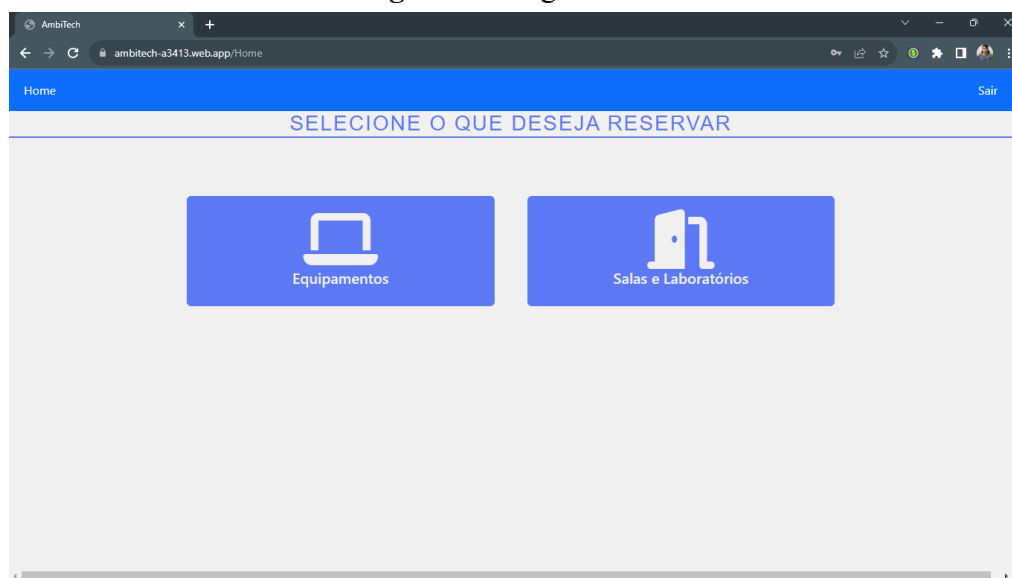 AmbiTech
ambitech-a3413.web.app/Home
Home
Sair
SELECIONE O QUE DESEJA RESERVAR
Equipamentos
Salas e Laboratórios